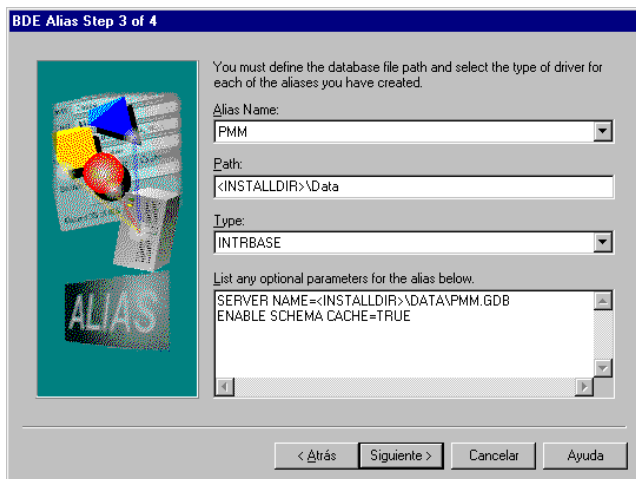 BDE Alias Step 3 of 4
You must define the database file path and select the type of driver for
each of the aliases you have created.
Alias Name:
PMM
Path:
<INSTALLDIR>\Data
Type:
INTRBASE
List any optional parameters for the alias below.
SERVER NAME=<INSTALLDIR>\DATA\PMM.GDB
ENABLE SCHEMA CACHE=TRUE
ALIAS
< Atrás Siguiente > Cancelar Ayuda